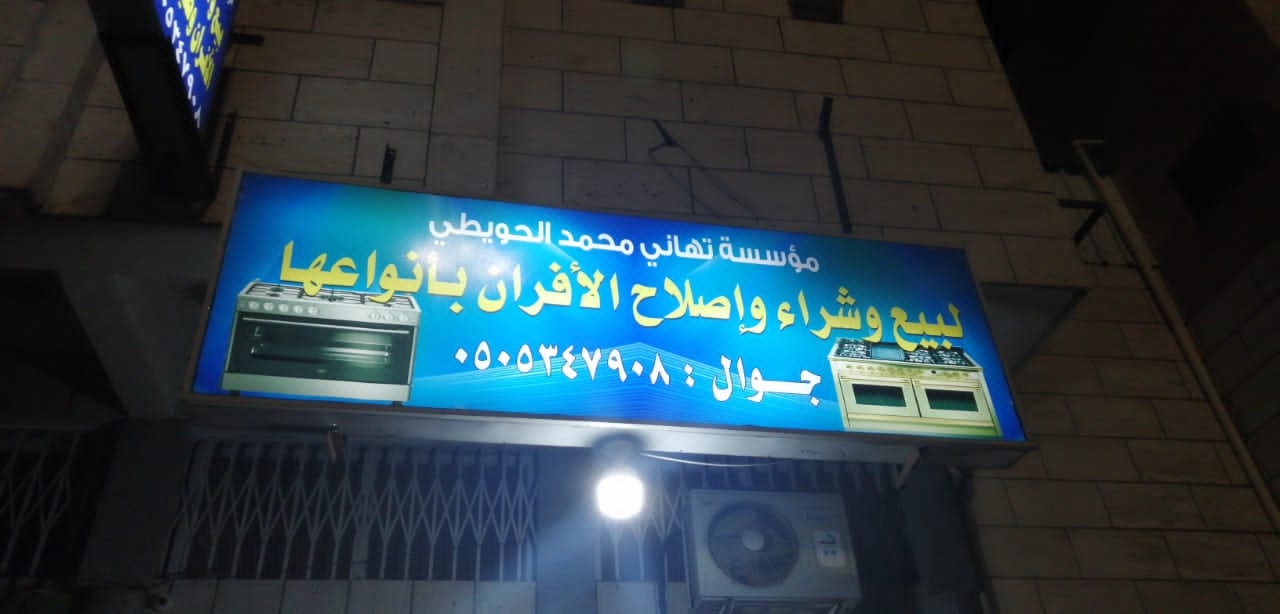 مؤسسة تهاني محمد الحويطي
لبيع وشراء وإصلاح الأفران بأنواعها
جوال : ٠٥٠٥٣٤٧٩٠٨